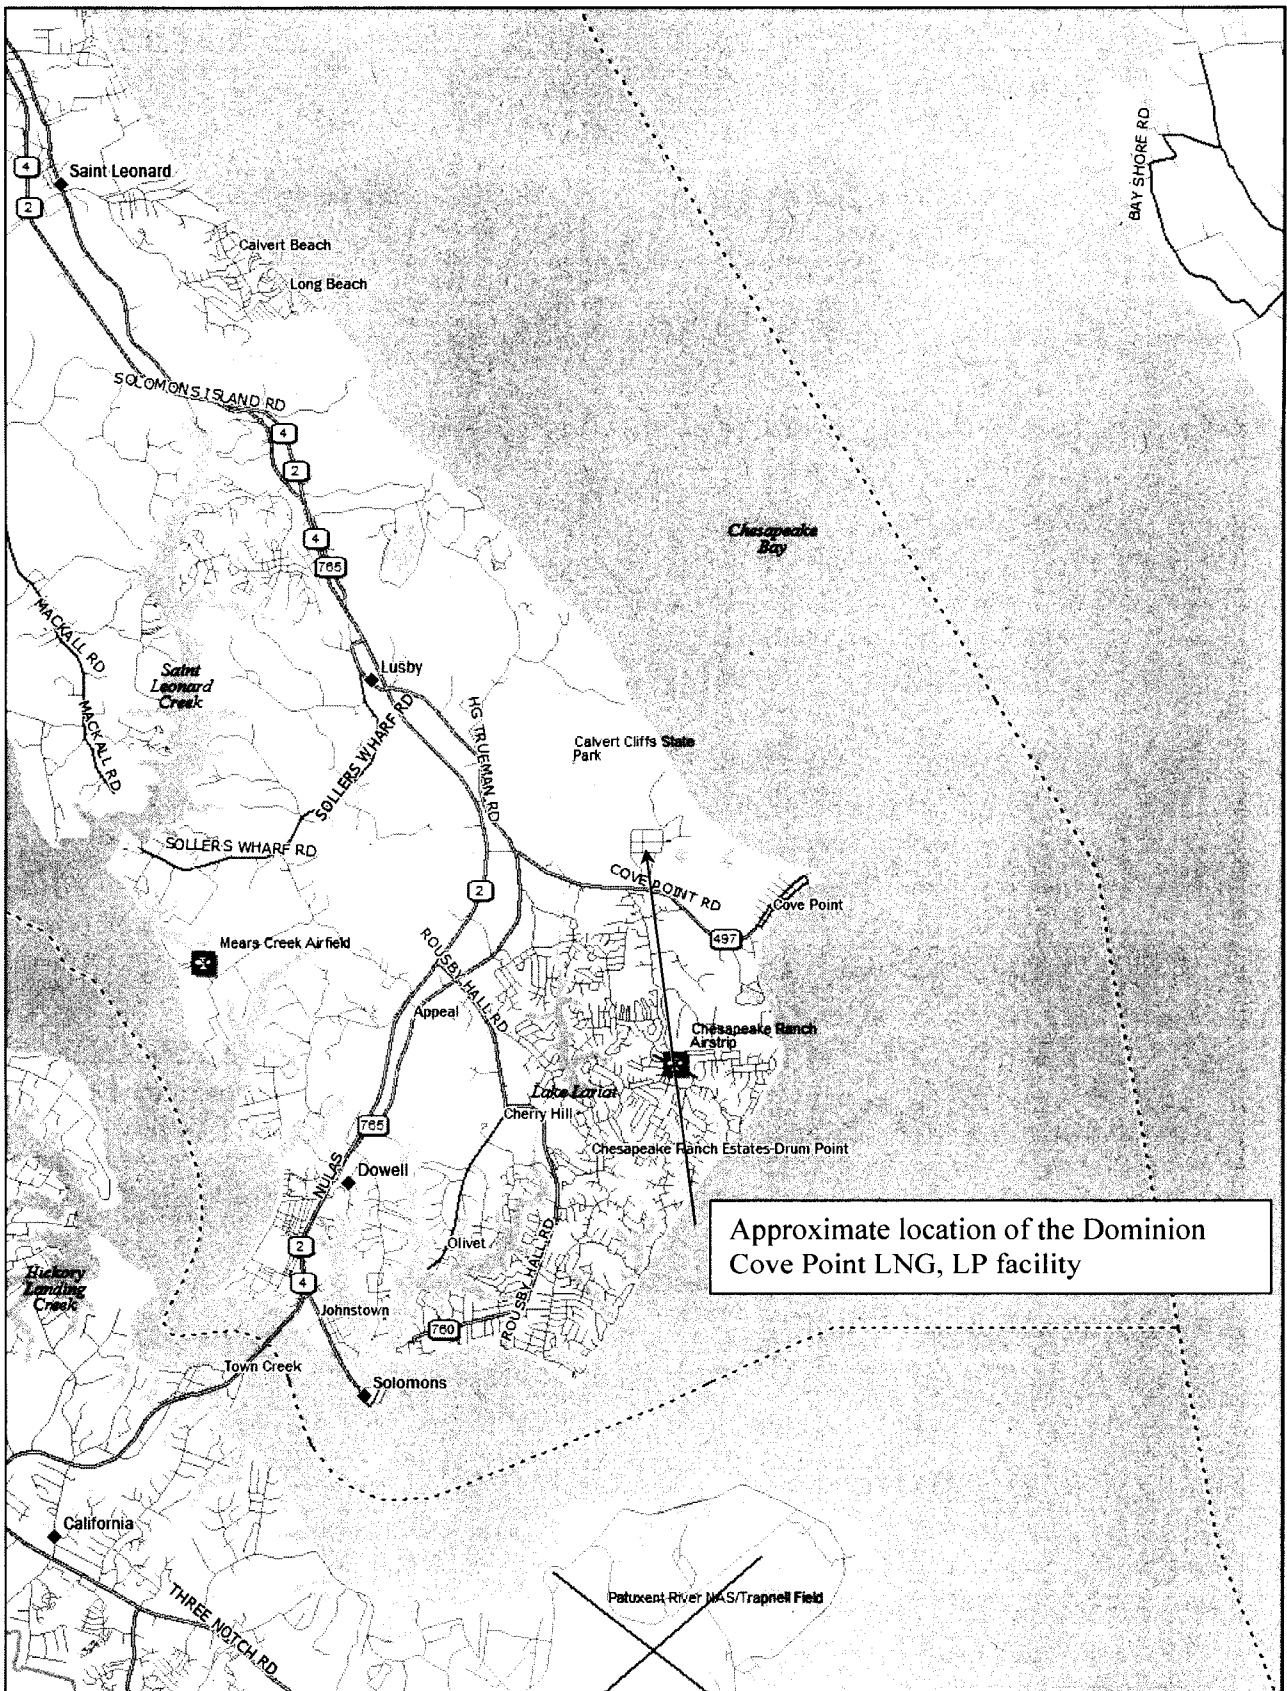 BAY SHORE RD
4
Saint Leonard
2
Calvert Beach
Long Beach
SOLOMONS ISLAND RD
4
2
Chesapeake
Bay
4
765
MACKALL RD
Saint
Leonard
Creek
Lusby
MACKALL RD
HG TRUEMAN RD
SOLLERS WHARF RD
Calvert Cliffs State
Park
SOLLERS WHARF RD
COVE POINT RD
2
Cove Point
497
Mears Creek Airfield
ROUSBY HALL RD
Appeal
Chesapeake Ranch
Airstrip
Lake Lariat
Cherry Hill
765
Chesapeake Ranch Estates-Drum Point
NULAS
Dowell
Approximate location of the Dominion
Cove Point LNG, LP facility
2
Olivet
ROUSBY HALL RD
Hickory
Landing
Creek
4
Johnstown
760
Town Creek
Solomons
California
Patuxent River NAS/Trapnell Field
THREE NOTCH RD